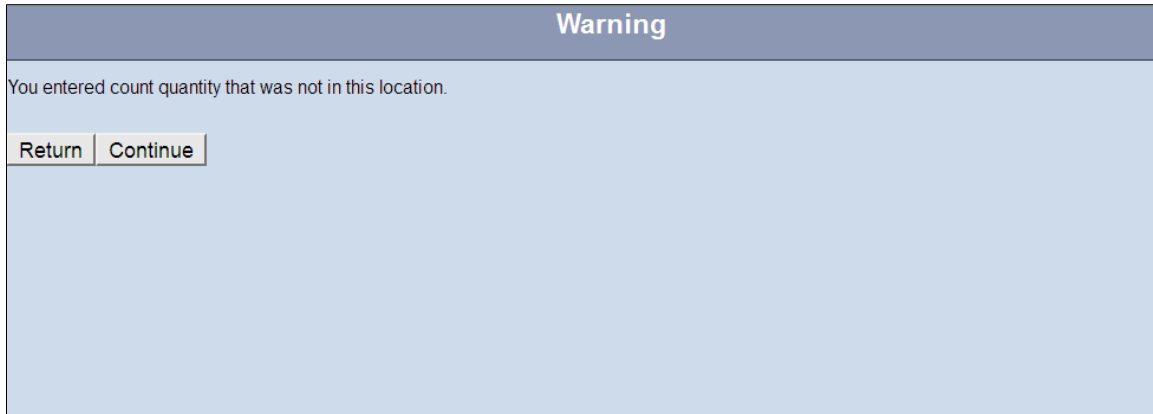 Warning
You entered count quantity that was not in this location.
Return Continue